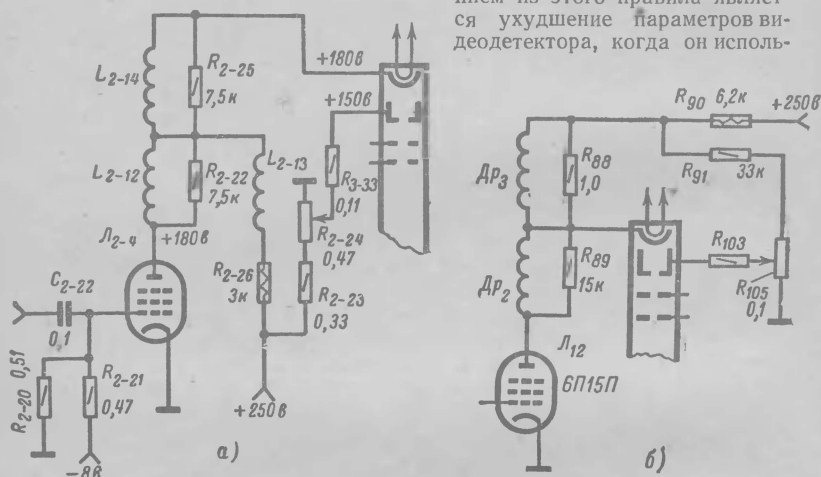 нием из этого правила являет-
ся ухудшение параметров ви-
деодетектора, когда он исполь-
L₂₋₁₄
R₂₋₂₅
7,5к
+180в
+150в
L₂₋₁₂
R₂₋₂₂
7,5к
L₂₋₁₃
R₃₋₃₃
0,11
Л₂₋₄
+180в
R₂₋₂₄
0,47
R₂₋₂₆
3к
R₂₋₂₃
0,33
C₂₋₂₂
0,1
R₂₋₂₀ 0,51
R₂₋₂₁
0,47
+250в
-8в
а)
R₉₀ 6,2к
+250в
Др₃
R₈₈
1,0
R₉₁
33к
Др₂
R₈₉
15к
R₁₀₃
R₁₀₅
0,1
Л₁₂
6П15П
б)